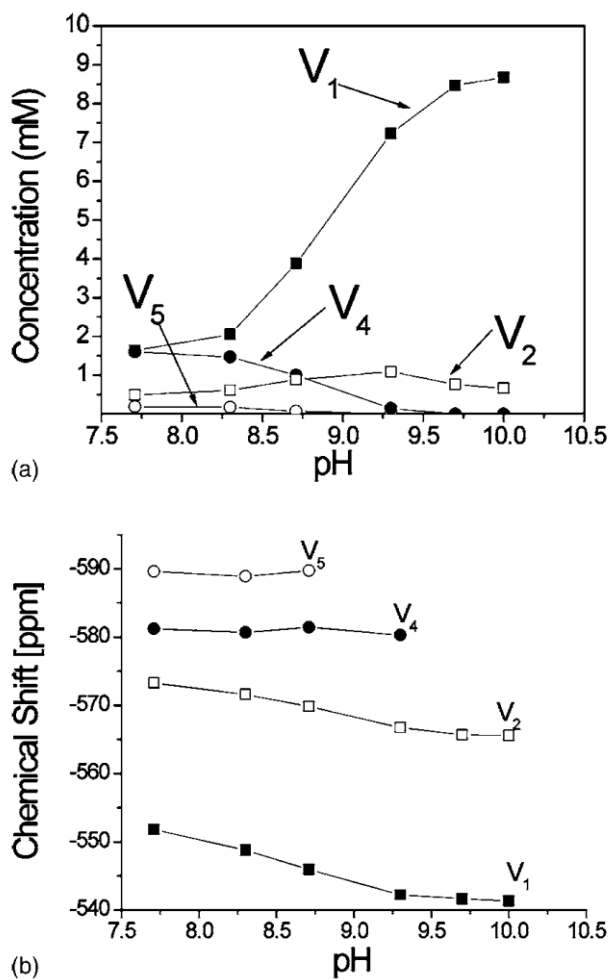 10
9
8
7
6
5
4
3
2
1
Concentration (mM)
V₁
V₅
V₄
V₂
7.5 8.0 8.5 9.0 9.5 10.0 10.5
pH
(a)
-590
-580
-570
-560
-550
-540
Chemical Shift [ppm]
V₅
V₄
V₂
V₁
7.5 8.0 8.5 9.0 9.5 10.0 10.5
pH
(b)